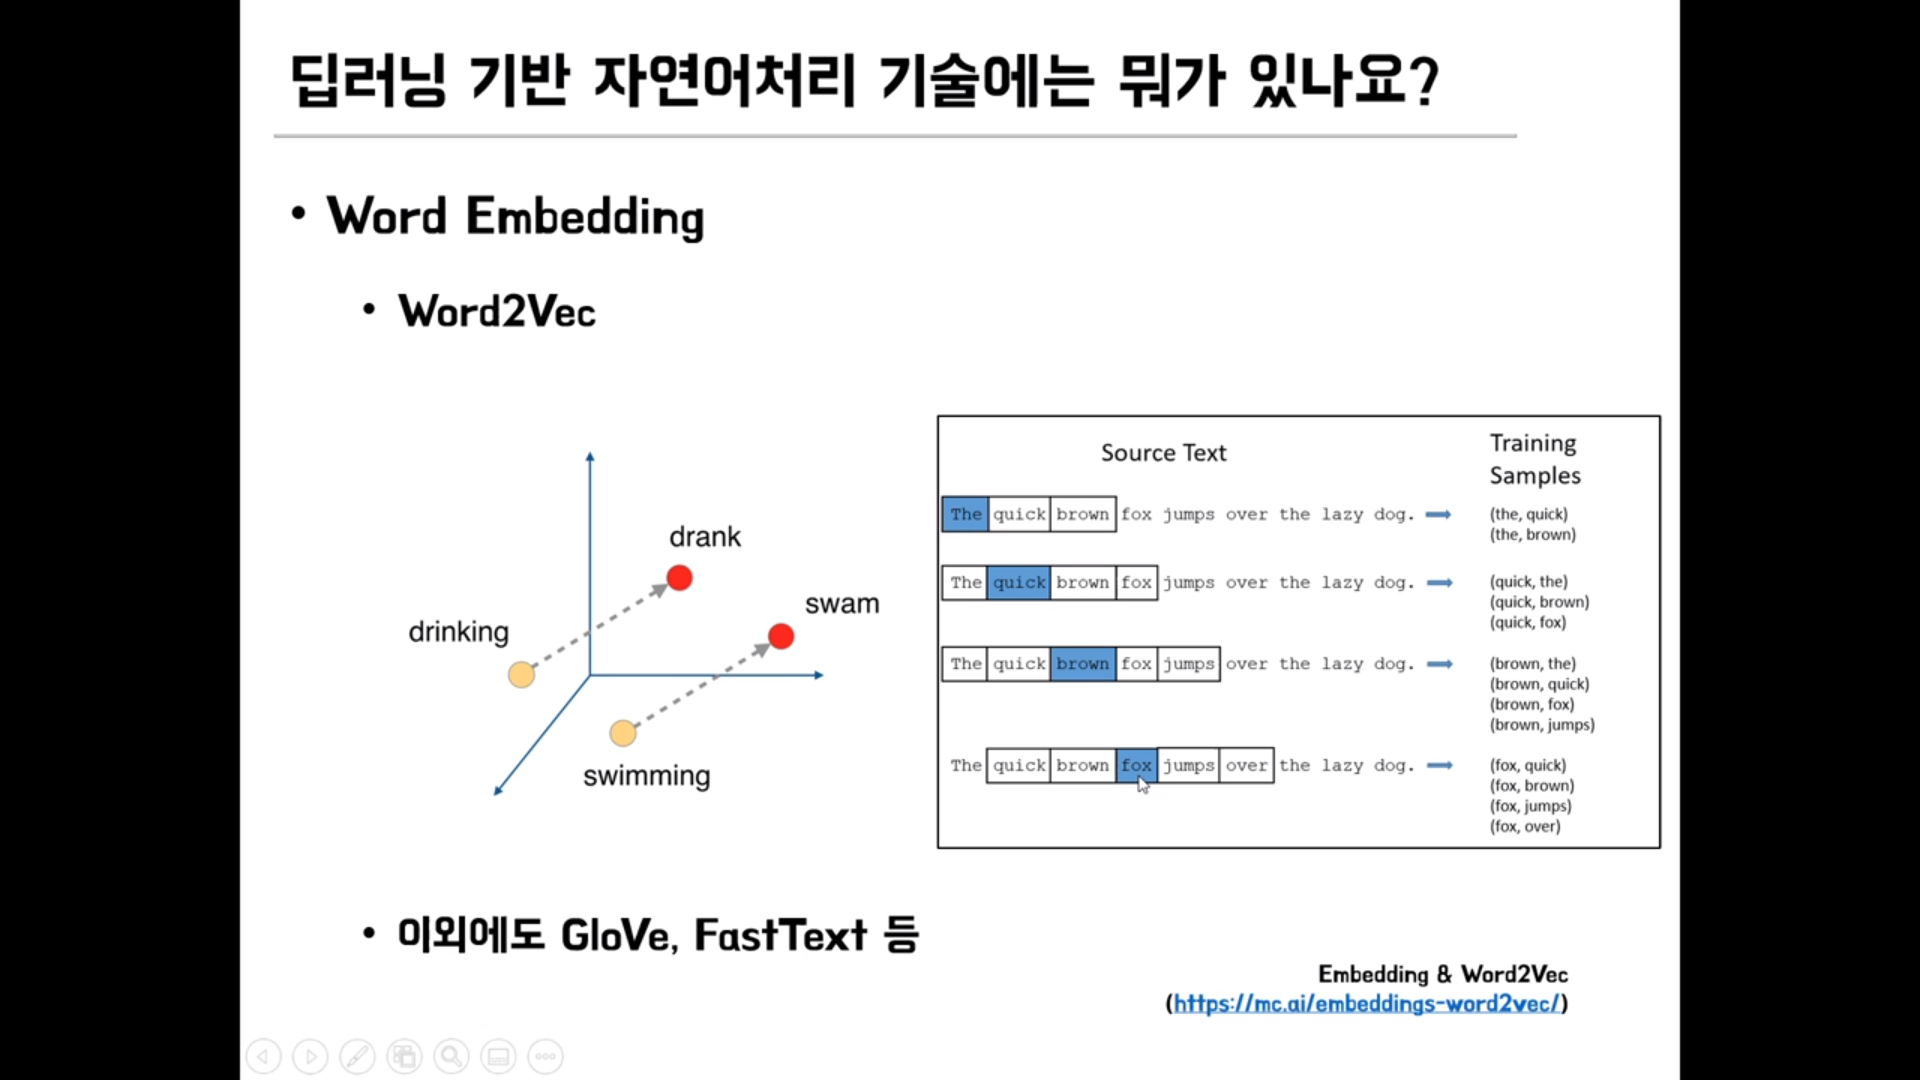 딥러닝 기반 자연어처리 기술에는 뭐가 있나요?
• Word Embedding
• Word2Vec
drank
swam
drinking
swimming
Source Text
Training
Samples
The quick brown fox jumps over the lazy dog.
(the, quick)
(the, brown)
The quick brown fox jumps over the lazy dog.
(quick, the)
(quick, brown)
(quick, fox)
The quick brown fox jumps over the lazy dog.
(brown, the)
(brown, quick)
(brown, fox)
(brown, jumps)
The quick brown fox jumps over the lazy dog.
(fox, quick)
(fox, brown)
(fox, jumps)
(fox, over)
• 이외에도 GloVe, FastText 등
Embedding & Word2Vec
(https://mc.ai/embeddings-word2vec/)